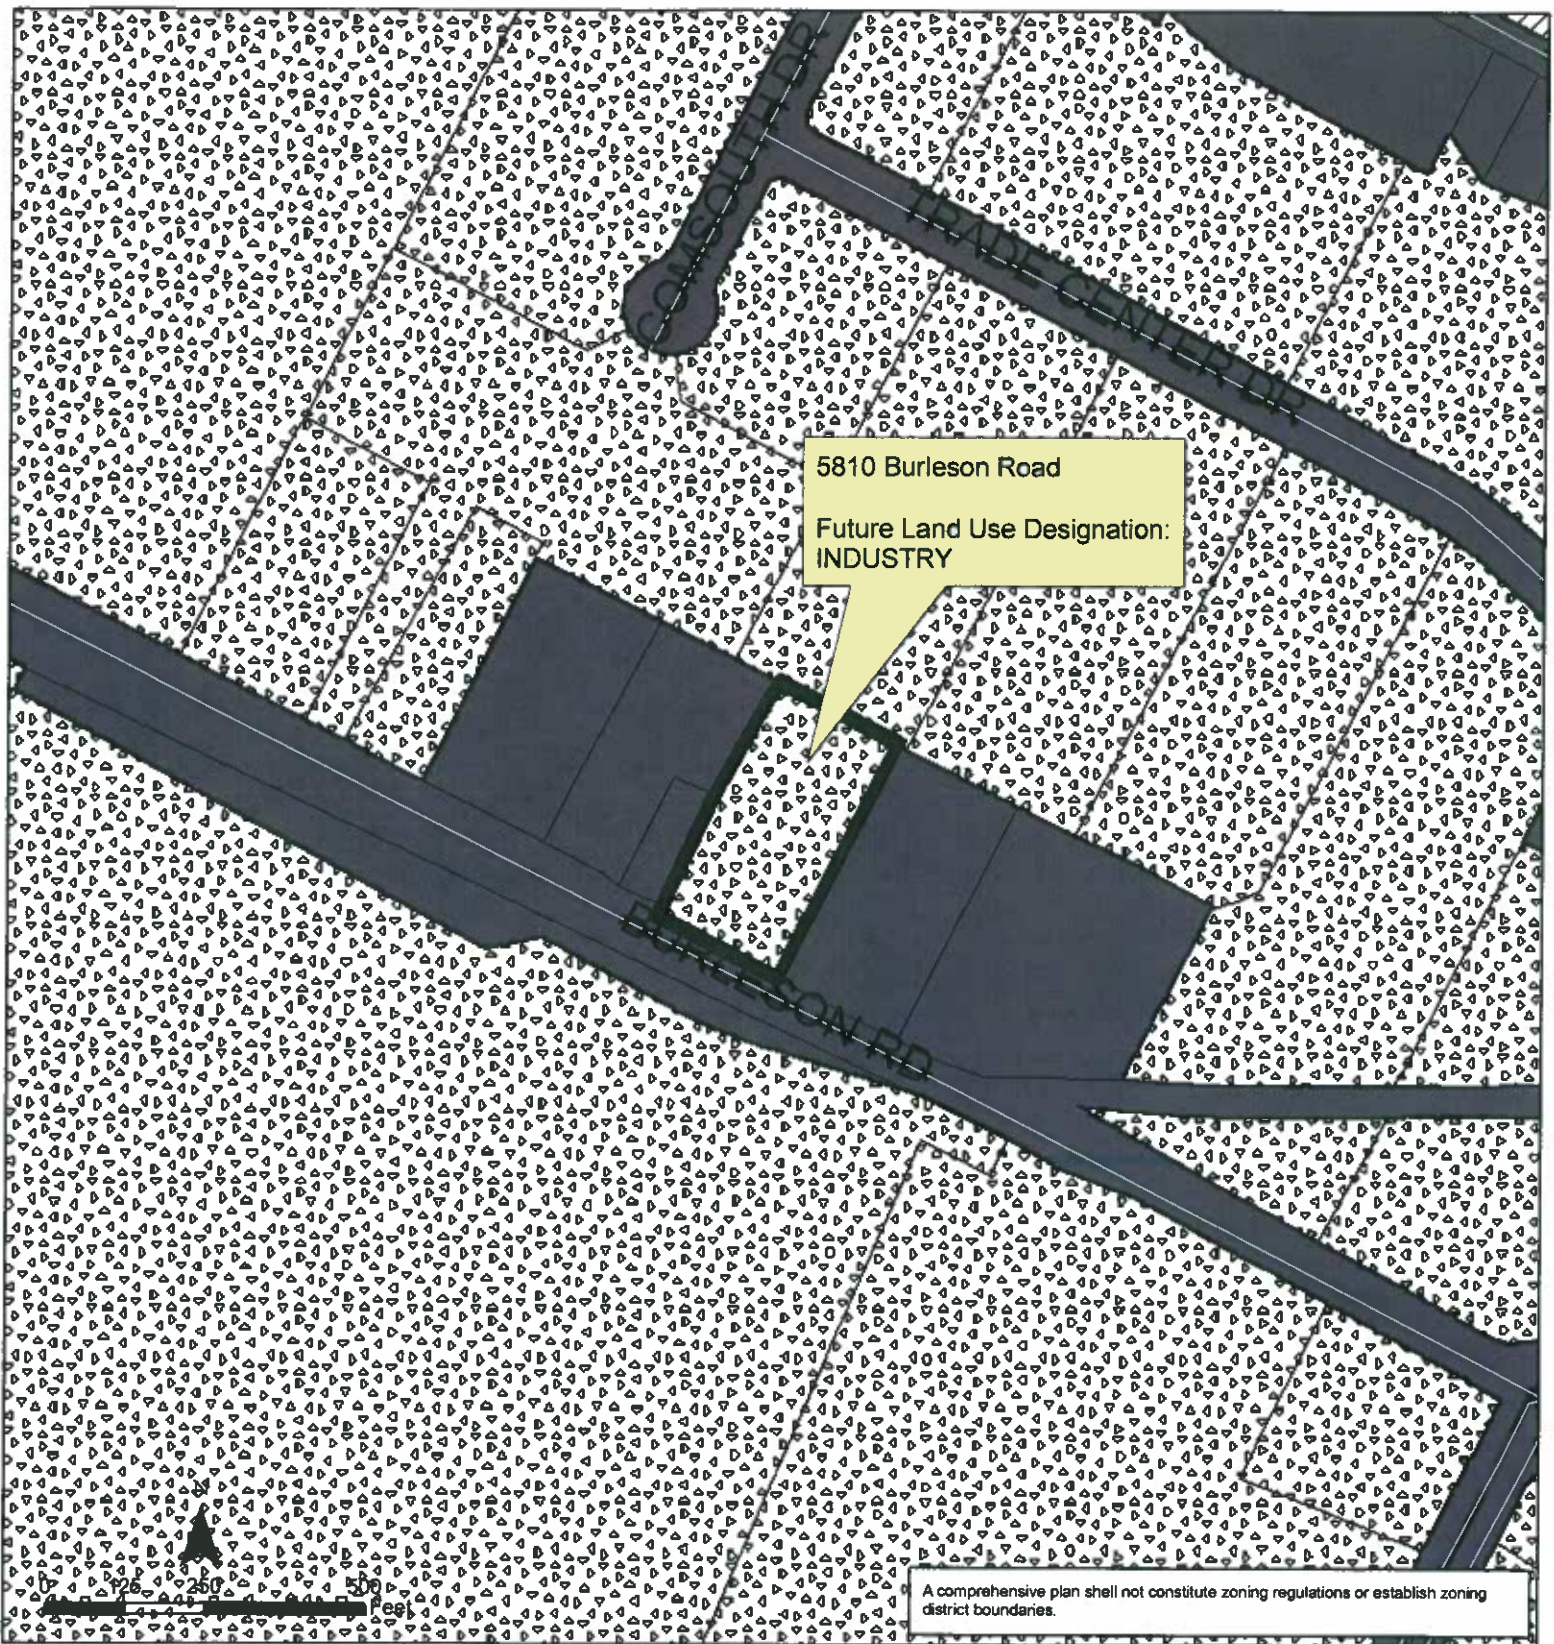 COMSOUTH DR
TRADE CENTER DR
5810 Burleson Road
Future Land Use Designation:
INDUSTRY
BURLESON RD
N
0 125 250 500
Feet
A comprehensive plan shell not constitute zoning regulations or establish zoning
district boundaries.